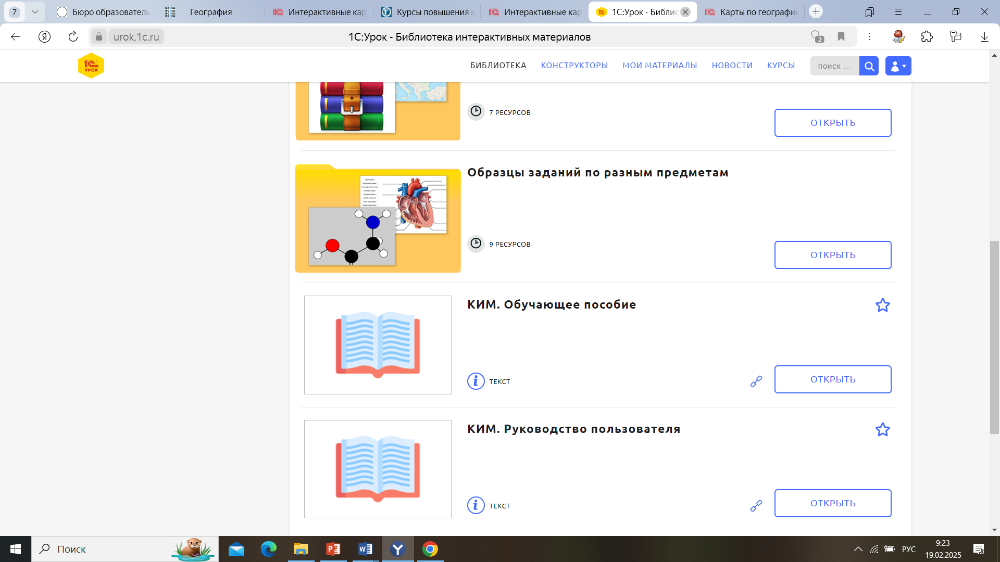 7
Бюро образователь
География
Интерактивные кар
Курсы повышения к
Интерактивные кар
1С:Урок - Библио
Карты по географии
urok.1c.ru
1С:Урок - Библиотека интерактивных материалов
2
1С
УРОК
БИБЛИОТЕКА
КОНСТРУКТОРЫ
МОИ МАТЕРИАЛЫ
НОВОСТИ
КУРСЫ
поиск ...
7 РЕСУРСОВ
ОТКРЫТЬ
Образцы заданий по разным предметам
9 РЕСУРСОВ
ОТКРЫТЬ
КИМ. Обучающее пособие
ТЕКСТ
ОТКРЫТЬ
КИМ. Руководство пользователя
ТЕКСТ
ОТКРЫТЬ
Поиск
РУС
9:23
19.02.2025